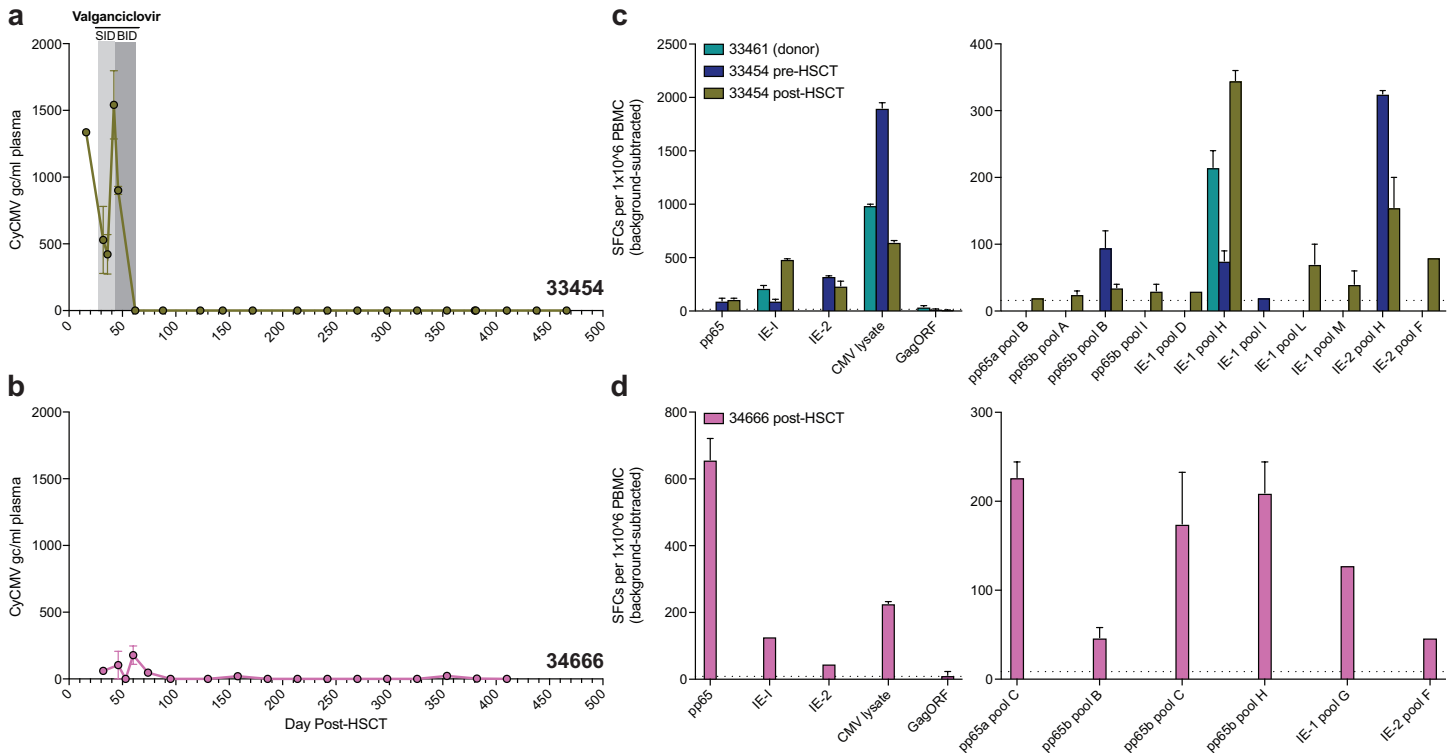 a
Valganciclovir
SID BID
CyCMV gc/ml plasma
2000
1500
1000
500
0
33454
0 50 100 150 200 250 300 350 400 450 500
b
CyCMV gc/ml plasma
2000
1500
1000
500
0
34666
0 50 100 150 200 250 300 350 400 450 500
Day Post-HSCT
c
SFCs per 1x10^6 PBMC
(background-subtracted)
2500
2000
1500
1000
500
0
33461 (donor)
33454 pre-HSCT
33454 post-HSCT
pp65
IE-I
IE-2
CMV lysate
GagORF
400
300
200
100
0
pp65a pool B
pp65b pool A
pp65b pool B
pp65b pool I
IE-1 pool D
IE-1 pool H
IE-1 pool I
IE-1 pool L
IE-1 pool M
IE-2 pool H
IE-2 pool F
d
SFCs per 1x10^6 PBMC
(background-subtracted)
800
600
400
200
0
34666 post-HSCT
pp65
IE-I
IE-2
CMV lysate
GagORF
300
200
100
0
pp65a pool C
pp65b pool B
pp65b pool C
pp65b pool H
IE-1 pool G
IE-2 pool F